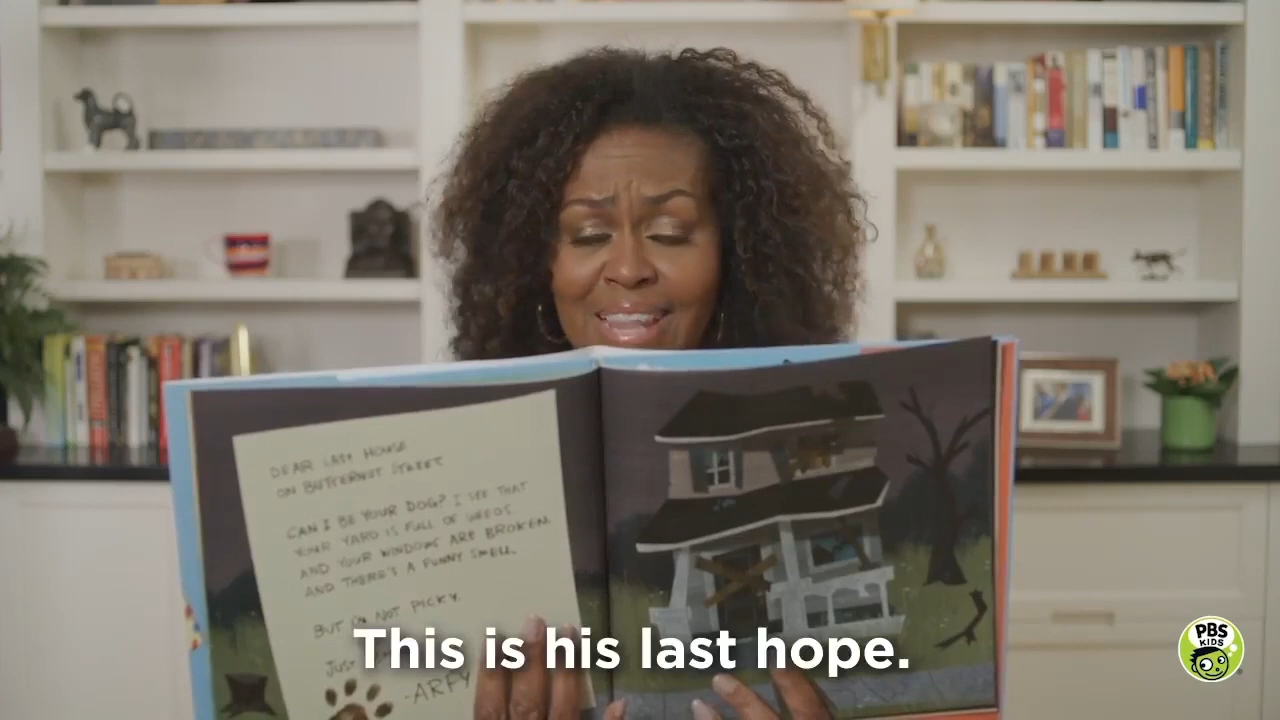 DEAR LAST HOUSE
ON BUTTERNUT STREET
CAN I BE YOUR DOG? I SEE THAT
YOUR YARD IS FULL OF WEEDS
AND YOUR WINDOWS ARE BROKEN
AND THERE'S A FUNNY SMELL.
BUT I'M NOT PICKY.
JUST
-ARFY
This is his last hope.
PBS
KIDS